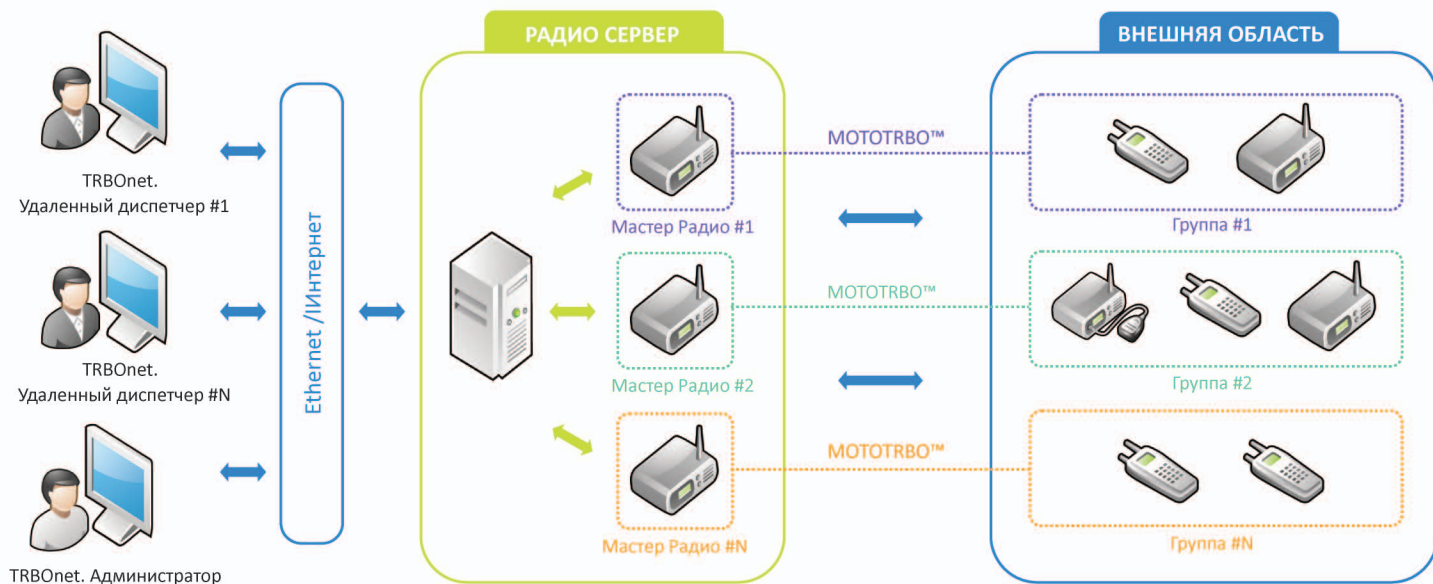 РАДИО СЕРВЕР
ВНЕШНЯЯ ОБЛАСТЬ
TRBOnet.
Удаленный диспетчер #1
TRBOnet.
Удаленный диспетчер #N
TRBOnet. Администратор
Ethernet /IИнтернет
Мастер Радио #1
Мастер Радио #2
Мастер Радио #N
MOTOTRBO™
MOTOTRBO™
MOTOTRBO™
Группа #1
Группа #2
Группа #N